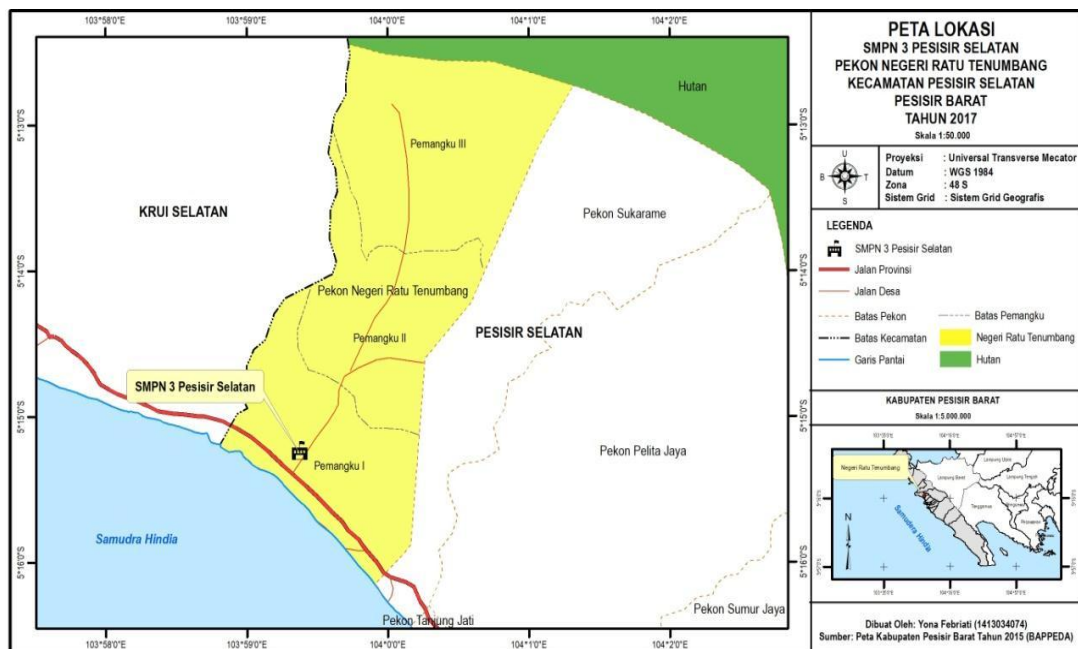 103°58'0"E
103°59'0"E
104°0'0"E
104°1'0"E
104°2'0"E
5°13'0"S
5°14'0"S
5°15'0"S
5°16'0"S
Hutan
Pemangku III
KRUI SELATAN
Pekon Sukarame
Pekon Negeri Ratu Tenumbang
PESISIR SELATAN
Pemangku II
SMPN 3 Pesisir Selatan
Pemangku I
Pekon Pelita Jaya
Samudra Hindia
Pekon Tanjung Jati
Pekon Sumur Jaya
5°13'0"S
5°14'0"S
5°15'0"S
5°16'0"S
103°58'0"E
103°59'0"E
104°0'0"E
104°1'0"E
104°2'0"E
PETA LOKASI
SMPN 3 PESISIR SELATAN
PEKON NEGERI RATU TENUMBANG
KECAMATAN PESISIR SELATAN
PESISIR BARAT
TAHUN 2017
Skala 1:50.000
U
B
T
S
Proyeksi : Universal Transverse Mecator
Datum : WGS 1984
Zona : 48 S
Sistem Grid : Sistem Grid Geografis
LEGENDA
SMPN 3 Pesisir Selatan
Jalan Provinsi
Jalan Desa
Batas Pekon
Batas Pemangku
Batas Kecamatan
Negeri Ratu Tenumbang
Garis Pantai
Hutan
KABUPATEN PESISIR BARAT
Skala 1:5.000.000
Negeri Ratu Tenumbang
Lampung Barat
Lampung Utara
Lampung Tengah
Tanggamus
Samudera Hindia
N
Dibuat Oleh: Yona Febriati (1413034074)
Sumber: Peta Kabupaten Pesisir Barat Tahun 2015 (BAPPEDA)